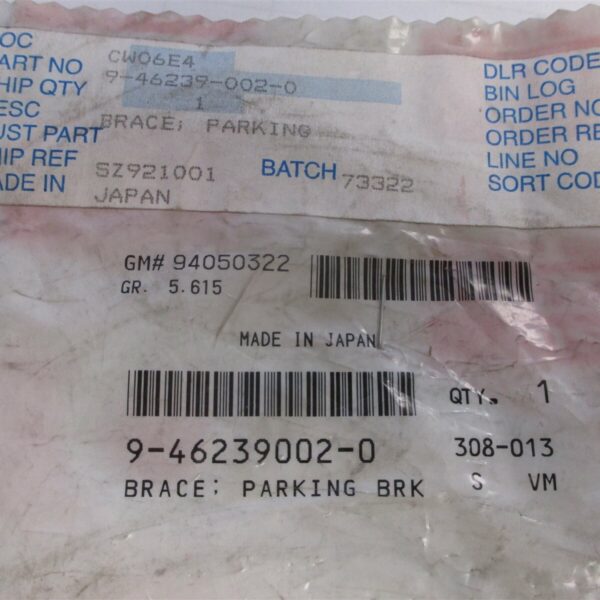 OC CW06E4 DLR CODE
ART NO 9-46239-002-0 BIN LOG
HIP QTY 1 ORDER NO
ESC BRACE; PARKING ORDER RE
UST PART LINE NO
HIP REF SZ921001 BATCH 73322 SORT COD
ADE IN JAPAN
GM# 94050322
GR. 5.615
MADE IN JAPAN
QTY. 1
9-46239002-0 308-013
BRACE; PARKING BRK S VM